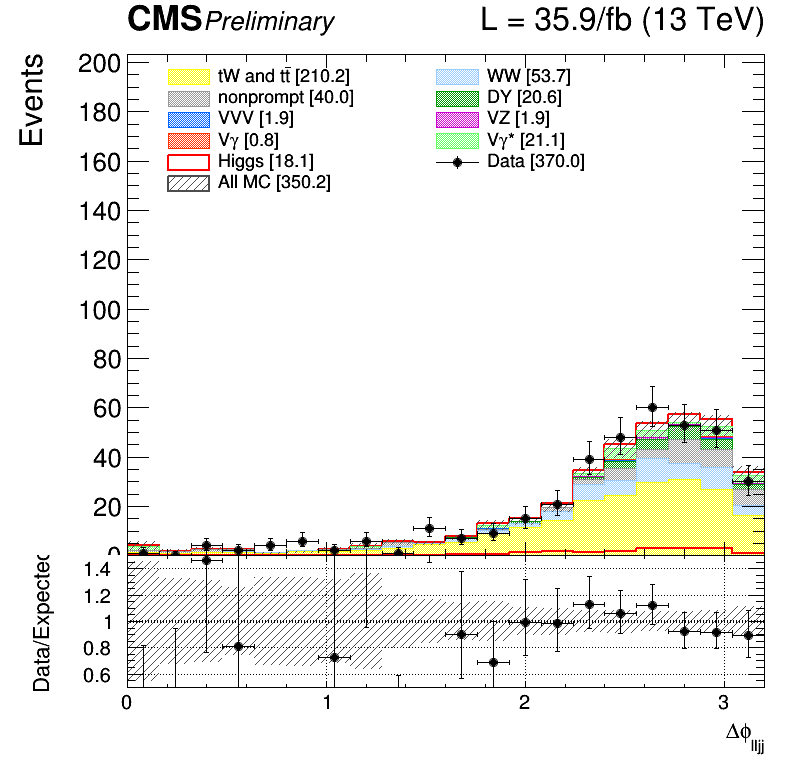 CMS Preliminary L = 35.9/fb (13 TeV)
Events
200
180
160
140
120
100
80
60
40
20
0
tW and tt̄ [210.2]
nonprompt [40.0]
VVV [1.9]
Vγ [0.8]
Higgs [18.1]
All MC [350.2]
WW [53.7]
DY [20.6]
VZ [1.9]
Vγ* [21.1]
Data [370.0]
Data/Expected
1.4
1.2
1
0.8
0.6
0 1 2 3
Δϕlljj